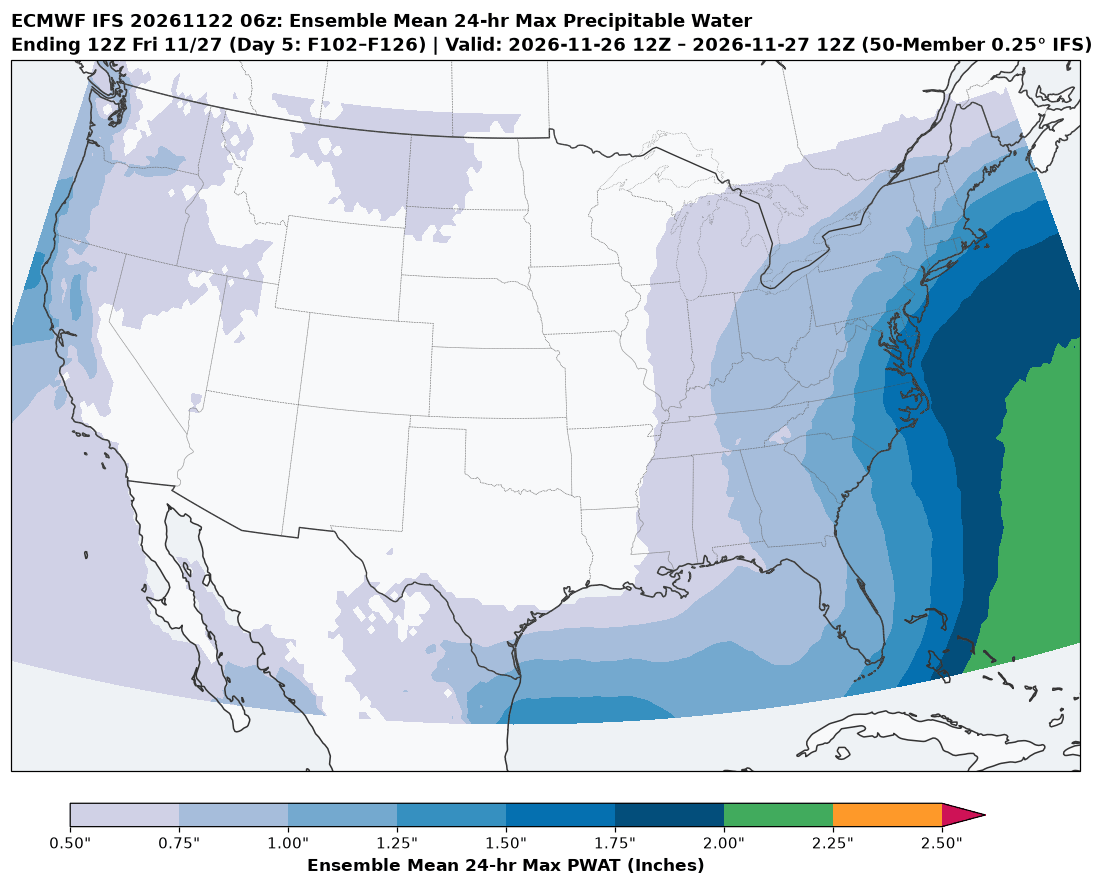 ECMWF IFS 20261122 06z: Ensemble Mean 24-hr Max Precipitable Water
Ending 12Z Fri 11/27 (Day 5: F102–F126) | Valid: 2026-11-26 12Z – 2026-11-27 12Z (50-Member 0.25° IFS)
0.50" 0.75" 1.00" 1.25" 1.50" 1.75" 2.00" 2.25" 2.50"
Ensemble Mean 24-hr Max PWAT (Inches)